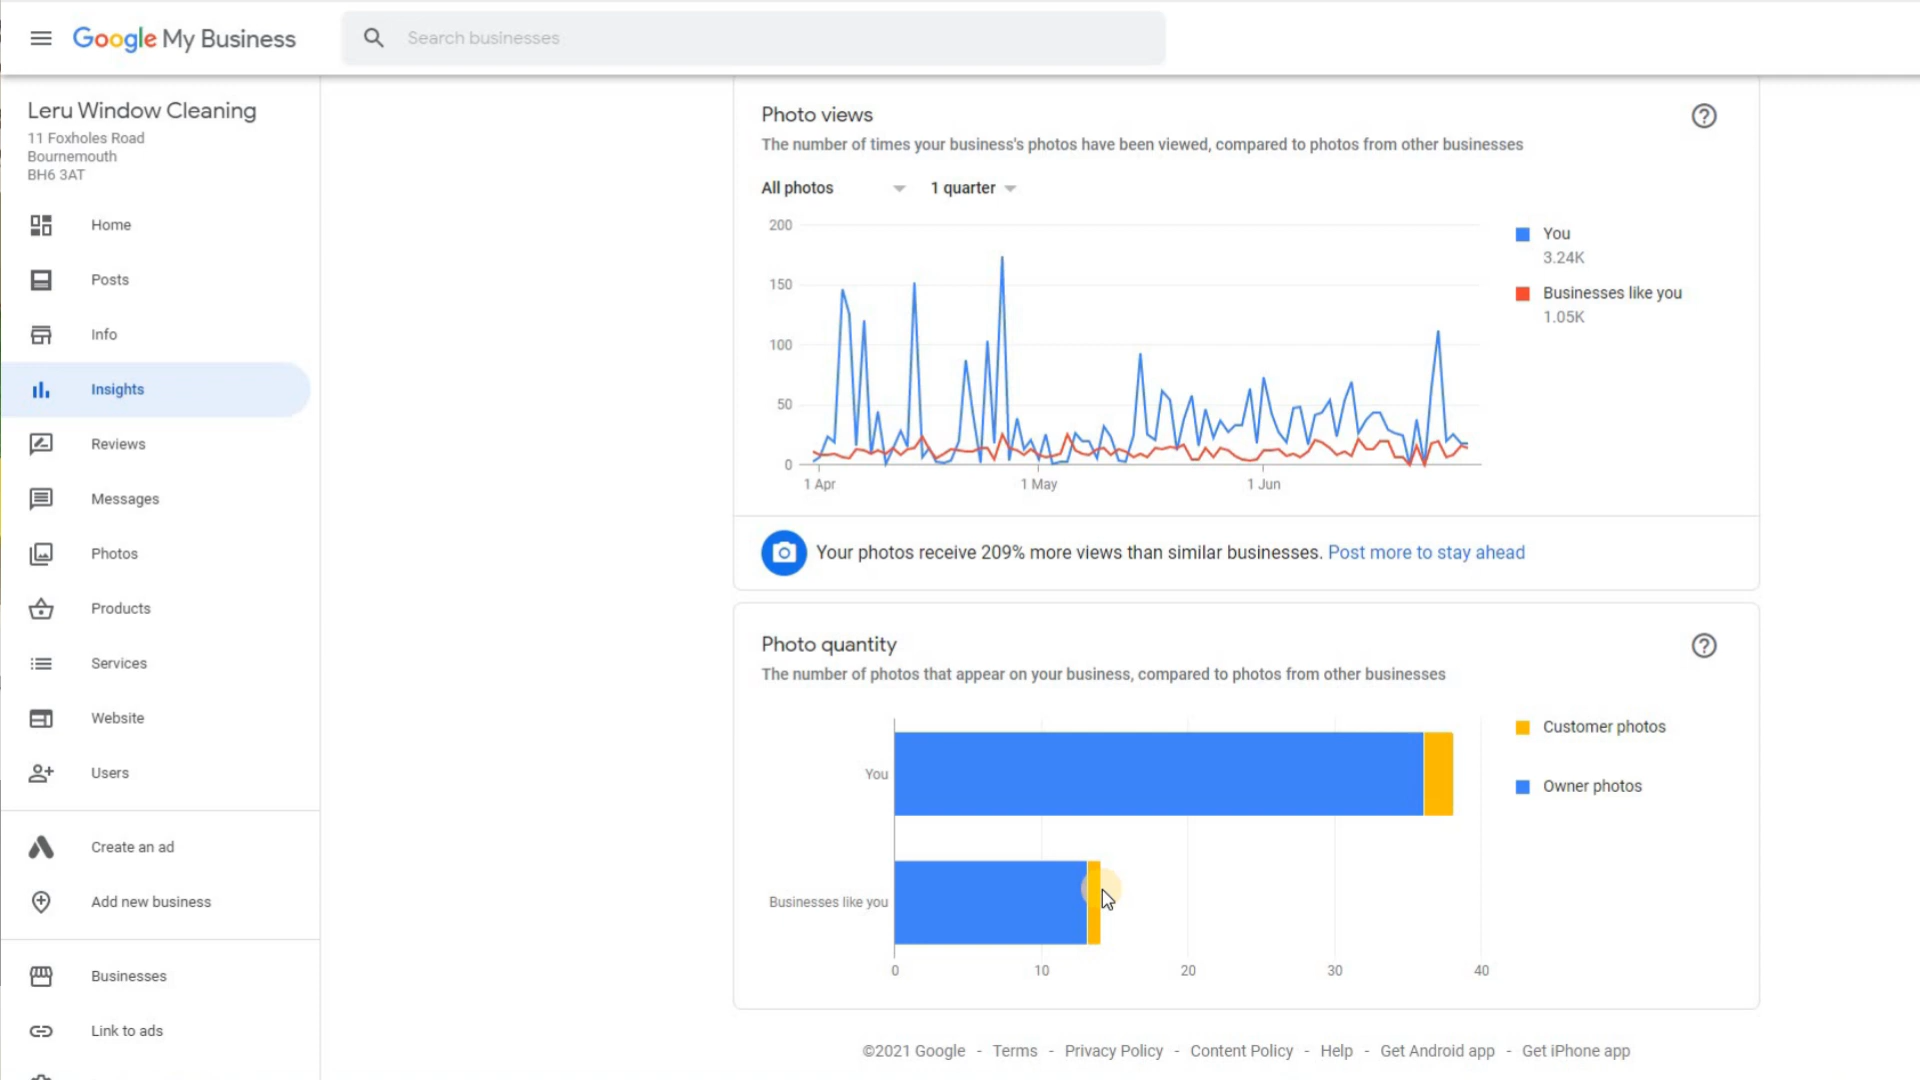 Google My Business
Search businesses
Leru Window Cleaning
11 Foxholes Road
Bournemouth
BH6 3AT
Home
Posts
Info
Insights
Reviews
Messages
Photos
Products
Services
Website
Users
Create an ad
Add new business
Businesses
Link to ads
Photo views
The number of times your business's photos have been viewed, compared to photos from other businesses
All photos
1 quarter
200
150
100
50
0
1 Apr
1 May
1 Jun
You
3.24K
Businesses like you
1.05K
Your photos receive 209% more views than similar businesses. Post more to stay ahead
Photo quantity
The number of photos that appear on your business, compared to photos from other businesses
You
Businesses like you
0
10
20
30
40
Customer photos
Owner photos
©2021 Google - Terms - Privacy Policy - Content Policy - Help - Get Android app - Get iPhone app